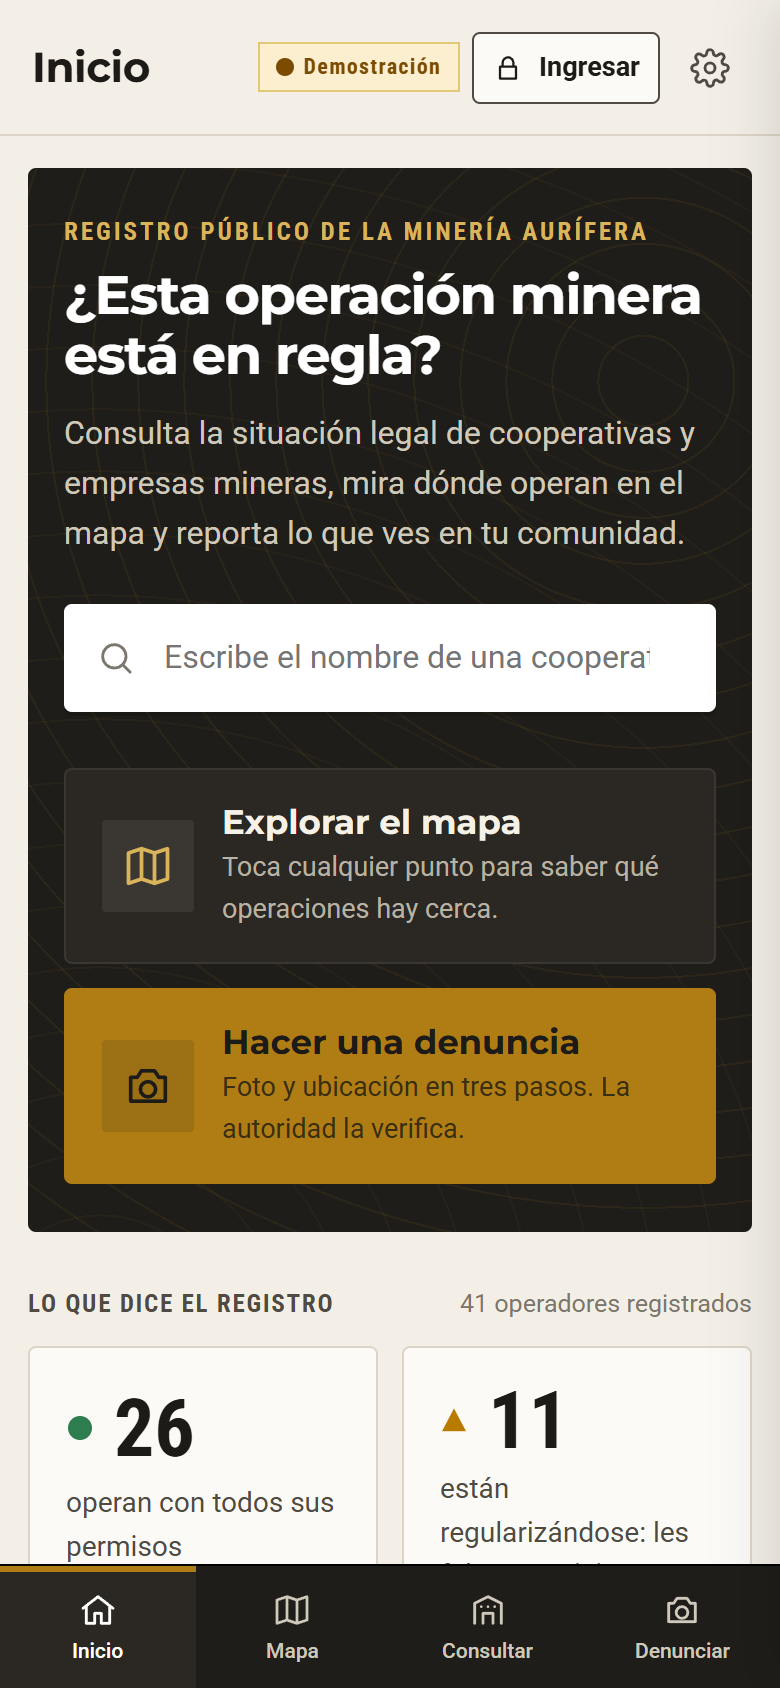 Inicio
Demostración
Ingresar
REGISTRO PÚBLICO DE LA MINERÍA AURÍFERA
¿Esta operación minera
está en regla?
Consulta la situación legal de cooperativas y
empresas mineras, mira dónde operan en el
mapa y reporta lo que ves en tu comunidad.
Escribe el nombre de una cooperat
Explorar el mapa
Toca cualquier punto para saber qué
operaciones hay cerca.
Hacer una denuncia
Foto y ubicación en tres pasos. La
autoridad la verifica.
LO QUE DICE EL REGISTRO
41 operadores registrados
26
operan con todos sus
permisos
11
están
regularizándose: les
Inicio
Mapa
Consultar
Denunciar